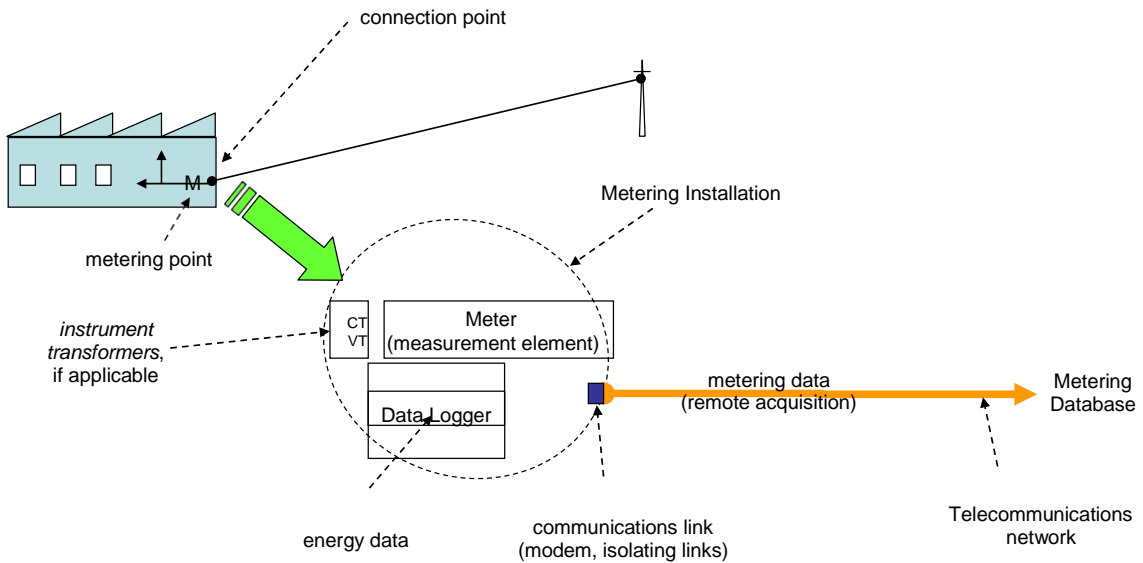 connection point
M
metering point
Metering Installation
instrument
transformers,
if applicable
CT
VT
Meter
(measurement element)
Data Logger
metering data
(remote acquisition)
Metering
Database
energy data
communications link
(modem, isolating links)
Telecommunications
network